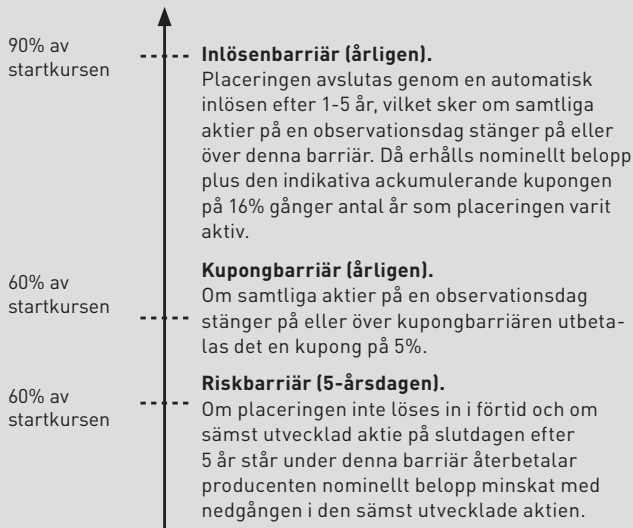 90% av
startkursen
Inlösenbarriär (årligen).
Placeringen avslutas genom en automatisk
inlösen efter 1-5 år, vilket sker om samtliga
aktier på en observationsdag stänger på eller
över denna barriär. Då erhålls nominellt belopp
plus den indikativa ackumulerande kupongen
på 16% gånger antal år som placeringen varit
aktiv.
60% av
startkursen
Kupongbarriär (årligen).
Om samtliga aktier på en observationsdag
stänger på eller över kupongbarriären utbeta-
las det en kupong på 5%.
60% av
startkursen
Riskbarriär (5-årsdagen).
Om placeringen inte löses in i förtid och om
sämst utvecklad aktie på slutdagen efter
5 år står under denna barriär återbetalar
producenten nominellt belopp minskat med
nedgången i den sämst utvecklade aktien.